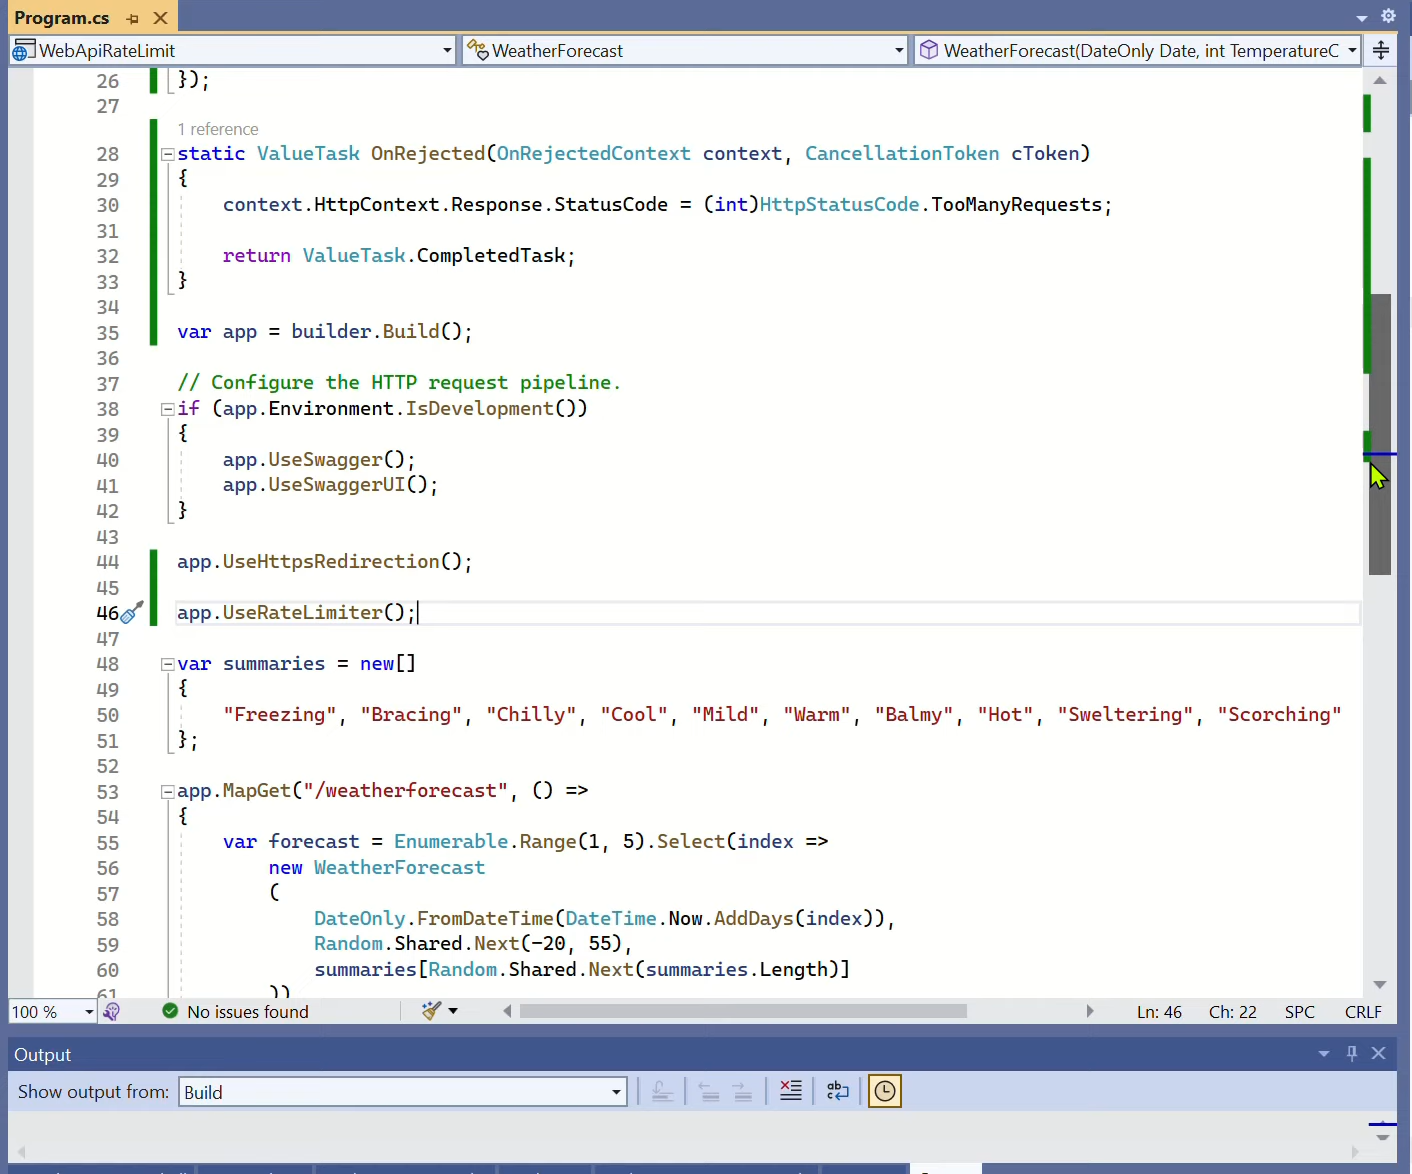 Program.cs
WebApiRateLimit WeatherForecast WeatherForecast(DateOnly Date, int TemperatureC
26 });
27
1 reference
28 static ValueTask OnRejected(OnRejectedContext context, CancellationToken cToken)
29 {
30 context.HttpContext.Response.StatusCode = (int)HttpStatusCode.TooManyRequests;
31
32 return ValueTask.CompletedTask;
33 }
34
35 var app = builder.Build();
36
37 // Configure the HTTP request pipeline.
38 if (app.Environment.IsDevelopment())
39 {
40 app.UseSwagger();
41 app.UseSwaggerUI();
42 }
43
44 app.UseHttpsRedirection();
45
46 app.UseRateLimiter();
47
48 var summaries = new[]
49 {
50 "Freezing", "Bracing", "Chilly", "Cool", "Mild", "Warm", "Balmy", "Hot", "Sweltering", "Scorching"
51 };
52
53 app.MapGet("/weatherforecast", () =>
54 {
55 var forecast = Enumerable.Range(1, 5).Select(index =>
56 new WeatherForecast
57 (
58 DateOnly.FromDateTime(DateTime.Now.AddDays(index)),
59 Random.Shared.Next(-20, 55),
60 summaries[Random.Shared.Next(summaries.Length)]
61 ))
100 % No issues found Ln: 46 Ch: 22 SPC CRLF
Output
Show output from: Build